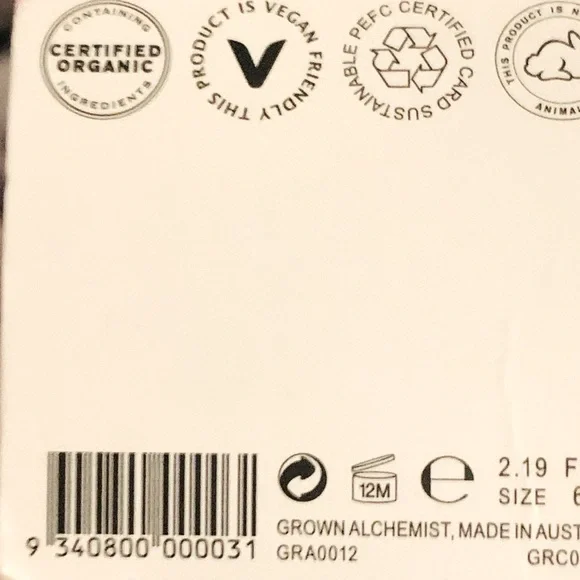 CONTAINING CERTIFIED ORGANIC INGREDIENTS
THIS PRODUCT IS VEGAN FRIENDLY
V
SUSTAINABLE PEFC CERTIFIED CARD
THIS PRODUCT IS N
ANIMAL
12M
2.19 F
SIZE 6
GROWN ALCHEMIST, MADE IN AUST
9 340800 000031
GRA0012
GRC0